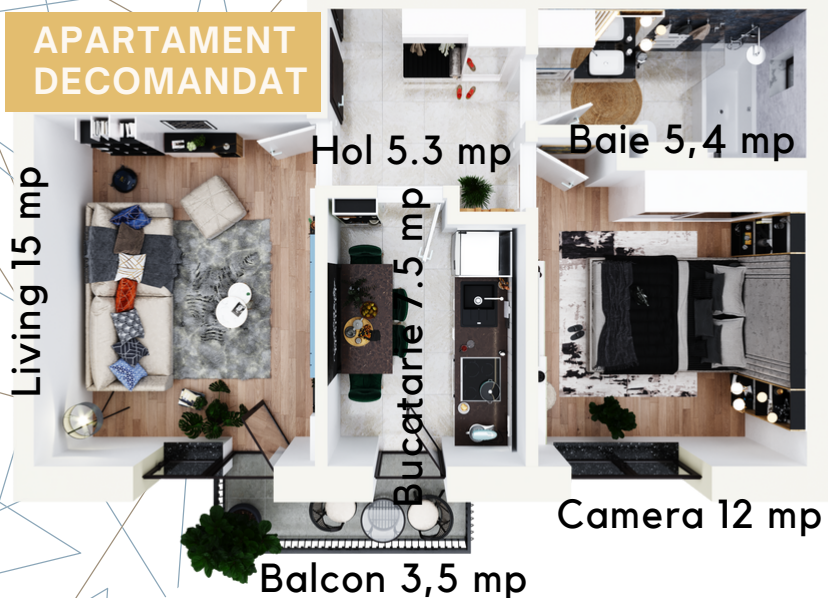 APARTAMENT
DECOMANDAT
Hol 5.3 mp
Baie 5,4 mp
Living 15 mp
Bucatarie 7.5 mp
Camera 12 mp
Balcon 3,5 mp